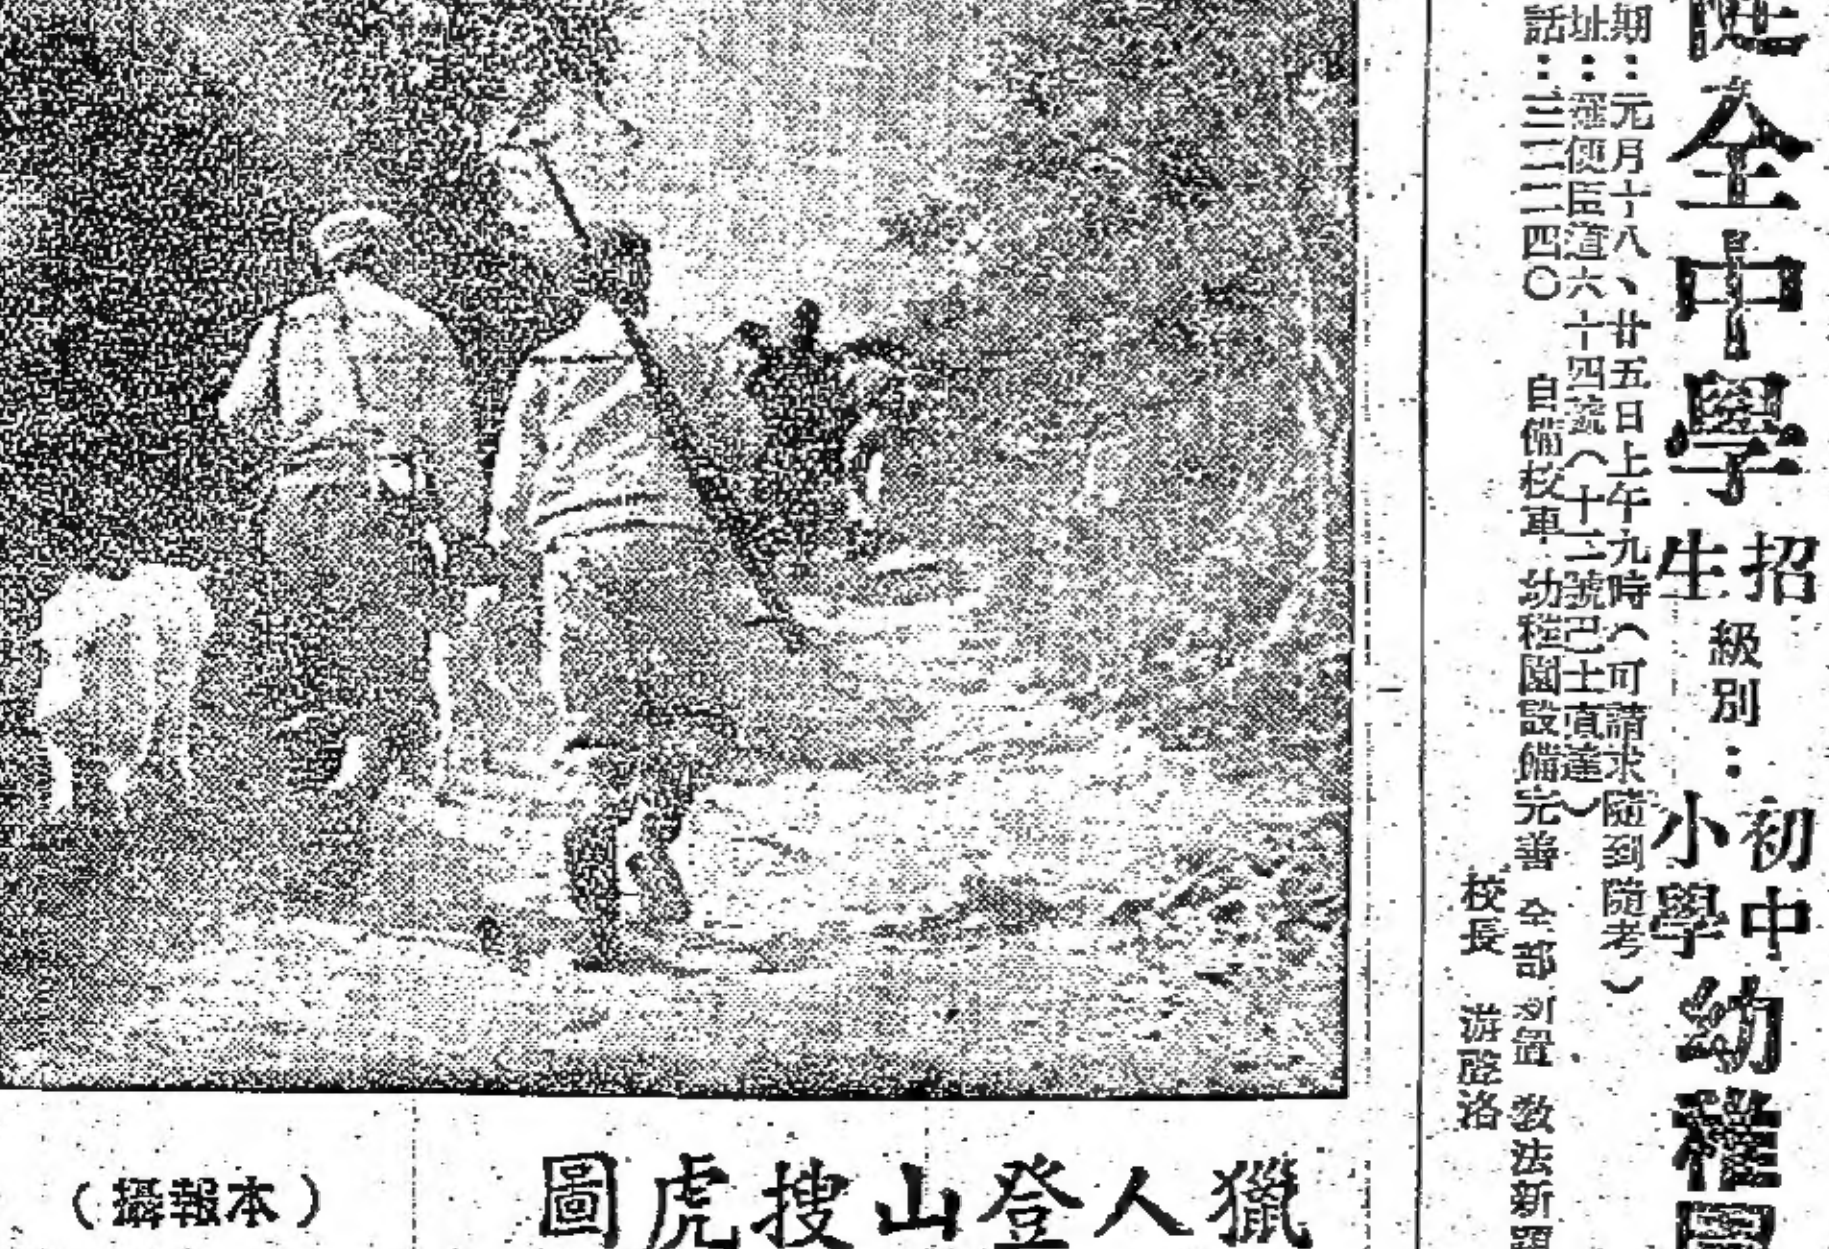 全中學招生
級別：初中小學幼稚園
期：元月十八、廿五日上午九時（可請求隨到隨考）
址：羅便臣道六十四號（十二號巴士直達）
話：三三二四〇　自備校車　幼稚園設備完善　全部　教法新
校長　游
獵人登山搜虎圖
（本報攝）